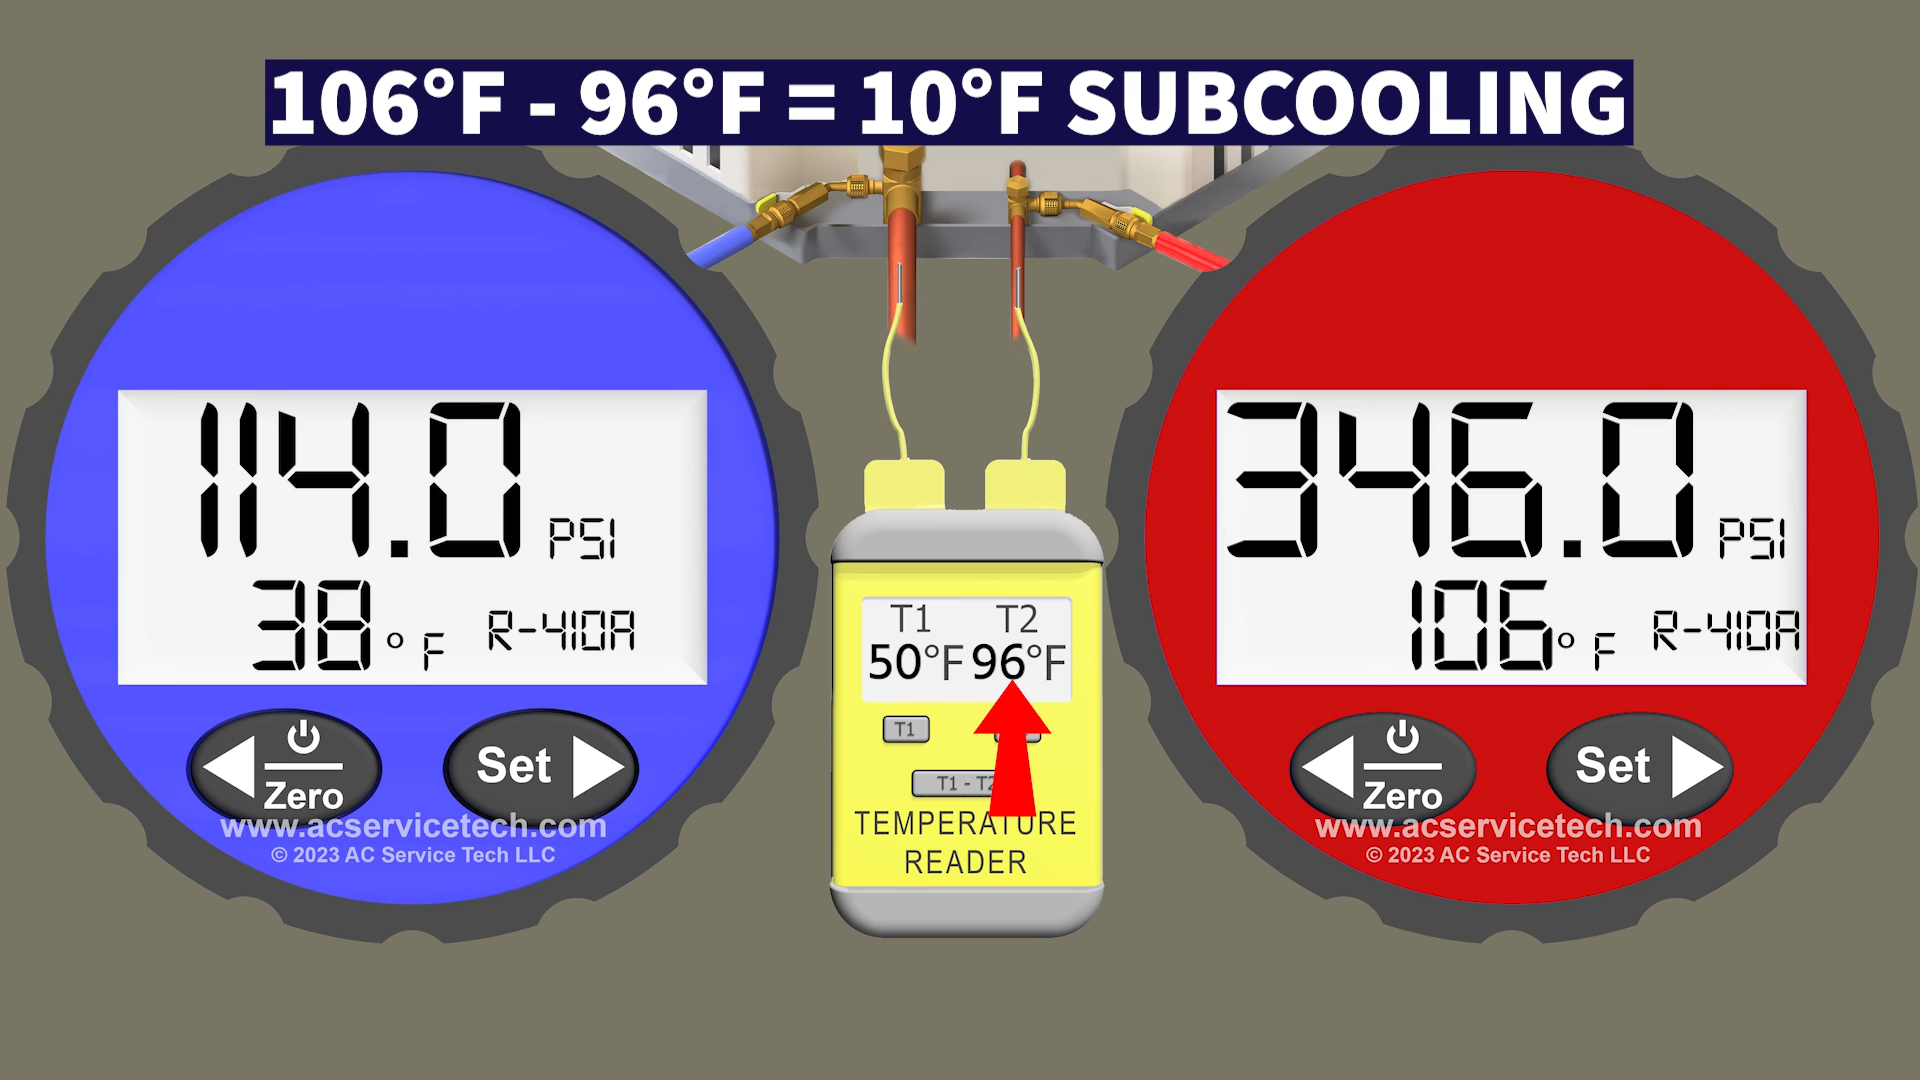 106°F - 96°F = 10°F SUBCOOLING
114.0 PSI
38° F R-410A
Zero
Set
www.acservicetech.com
© 2023 AC Service Tech LLC
T1 T2
50°F 96°F
T1
T1 - T2
TEMPERATURE
READER
346.0 PSI
106° F R-410A
Zero
Set
www.acservicetech.com
© 2023 AC Service Tech LLC